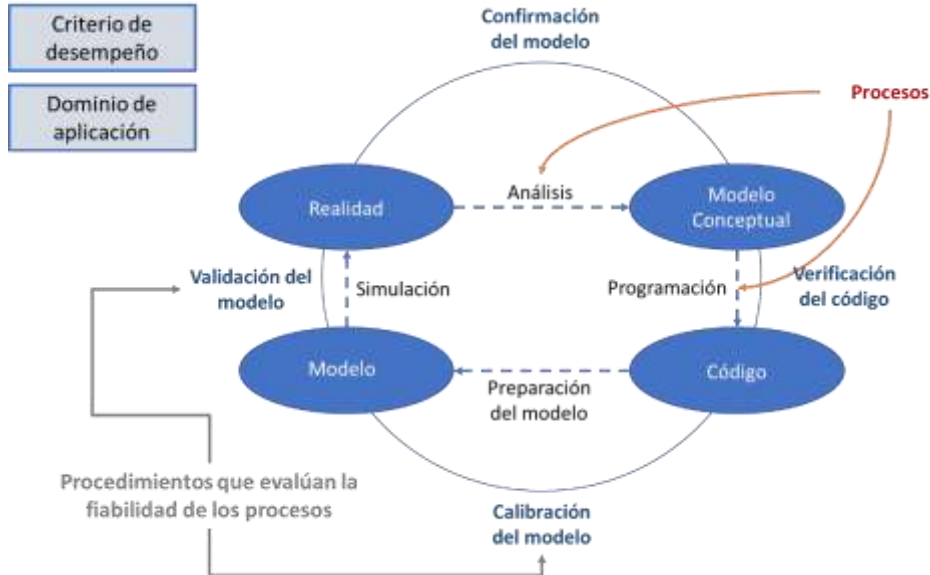 Criterio de
desempeño
Dominio de
aplicación
Confirmación
del modelo
Procesos
Realidad
Análisis
Modelo
Conceptual
Validación del
modelo
Simulación
Programación
Verificación
del código
Modelo
Preparación
del modelo
Código
Procedimientos que evalúan la
fiabilidad de los procesos
Calibración
del modelo